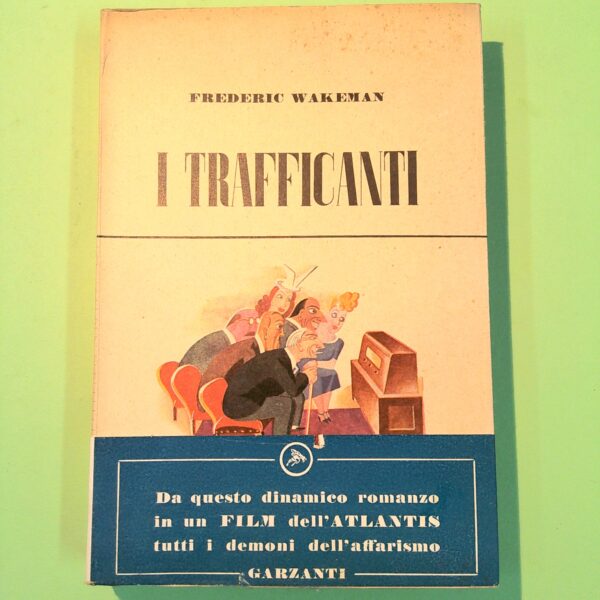 FREDERIC WAKEMAN
I TRAFFICANTI
Da questo dinamico romanzo
in un FILM dell'ATLANTIS
tutti i demoni dell'affarismo
GARZANTI